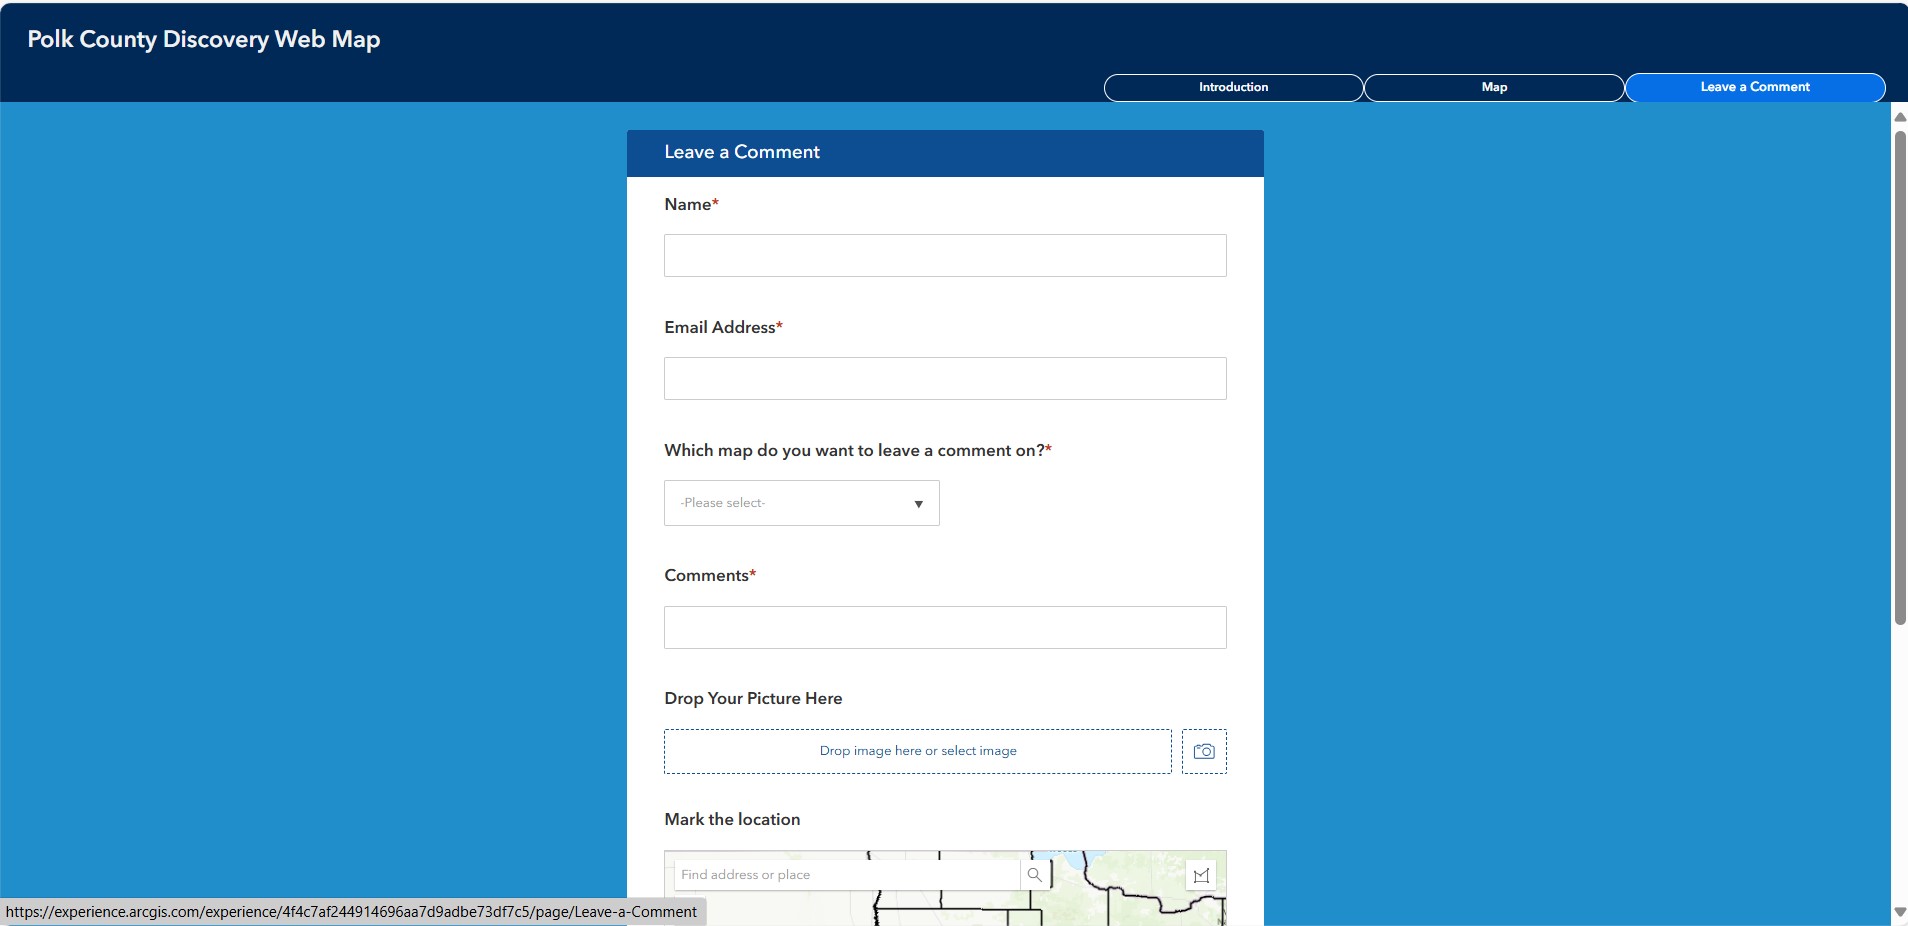 Polk County Discovery Web Map
Introduction
Map
Leave a Comment
Leave a Comment
Name*
Email Address*
Which map do you want to leave a comment on?*
-Please select-
Comments*
Drop Your Picture Here
Drop image here or select image
Mark the location
Find address or place
https://experience.arcgis.com/experience/4f4c7af244914696aa7d9adbe73df7c5/page/Leave-a-Comment